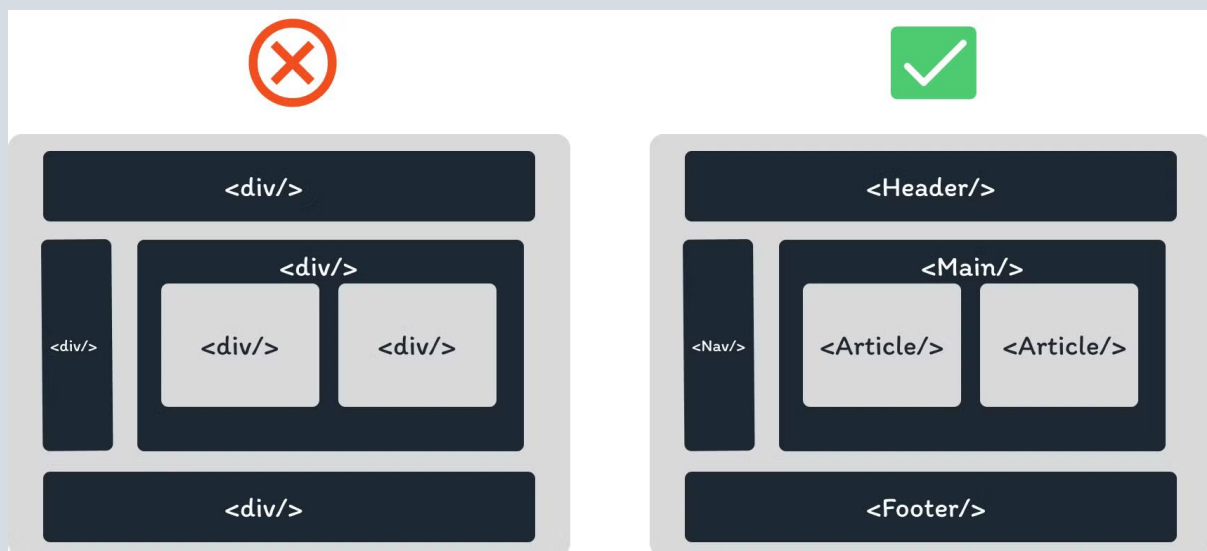 <div/>
<div/>
<div/>
<div/>
<div/>
<div/>
<Header/>
<Main/>
<Nav/>
<Article/>
<Article/>
<Footer/>